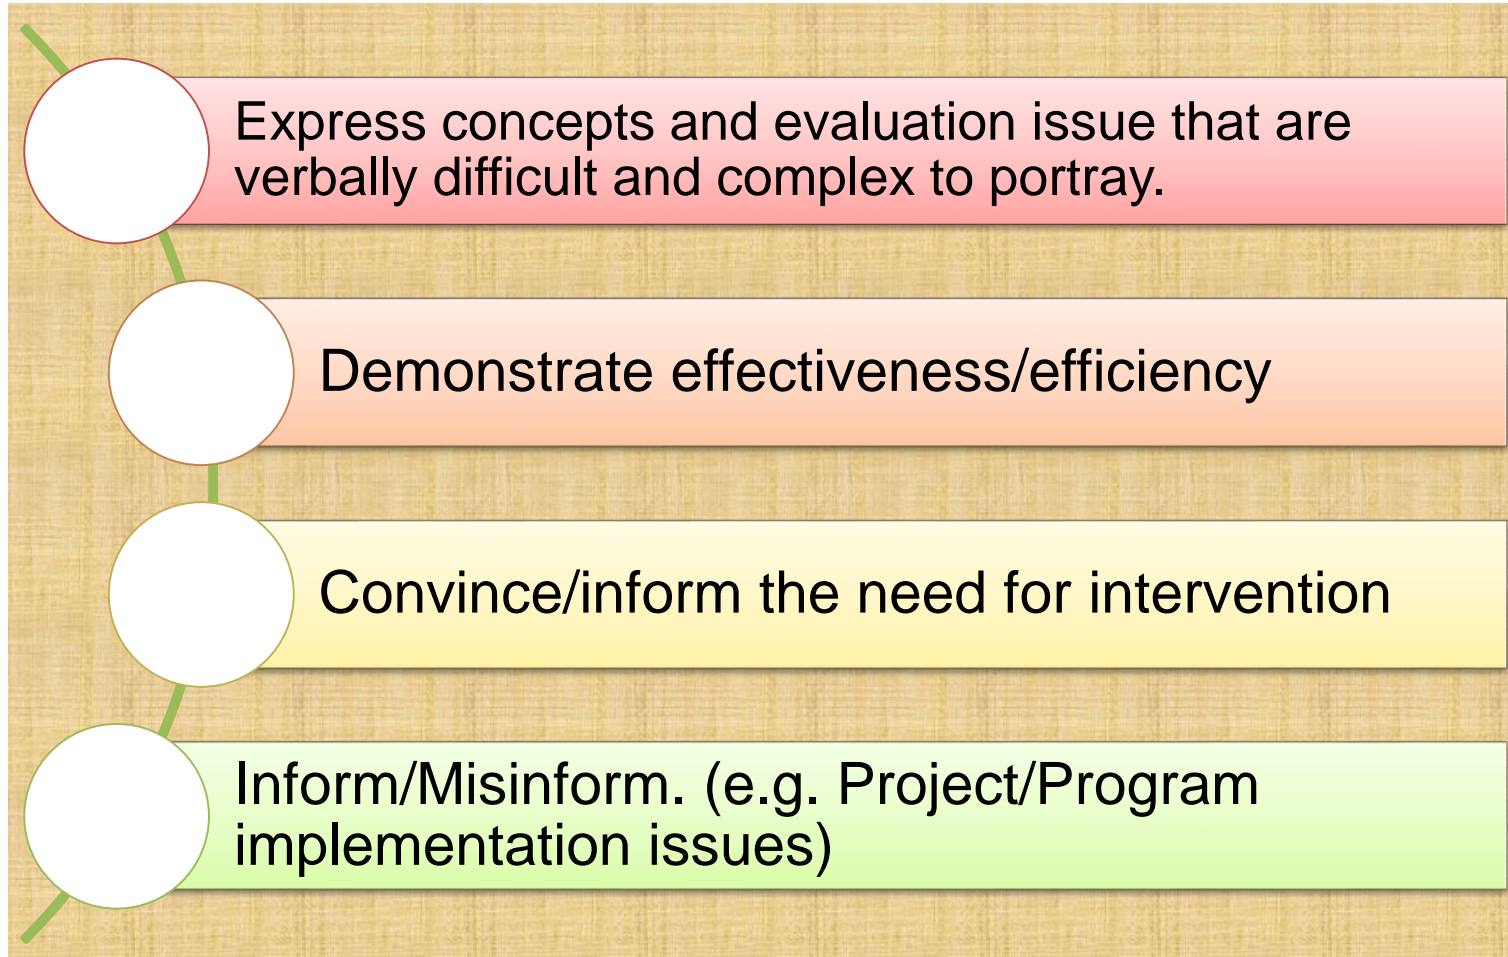 Express concepts and evaluation issue that are
verbally difficult and complex to portray.
Demonstrate effectiveness/efficiency
Convince/inform the need for intervention
Inform/Misinform. (e.g. Project/Program
implementation issues)